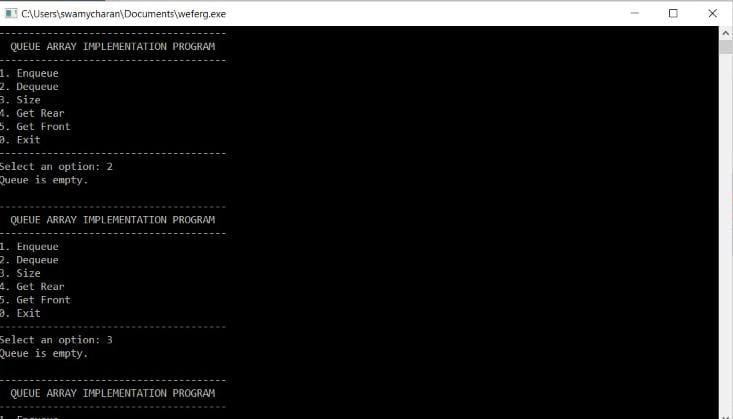 C:\Users\swamycharan\Documents\weferg.exe
----------------------------------------
QUEUE ARRAY IMPLEMENTATION PROGRAM
----------------------------------------
1. Enqueue
2. Dequeue
3. Size
4. Get Rear
5. Get Front
0. Exit
----------------------------------------
Select an option: 2
Queue is empty.
----------------------------------------
QUEUE ARRAY IMPLEMENTATION PROGRAM
----------------------------------------
1. Enqueue
2. Dequeue
3. Size
4. Get Rear
5. Get Front
0. Exit
----------------------------------------
Select an option: 3
Queue is empty.
----------------------------------------
QUEUE ARRAY IMPLEMENTATION PROGRAM
----------------------------------------
1. Enqueue